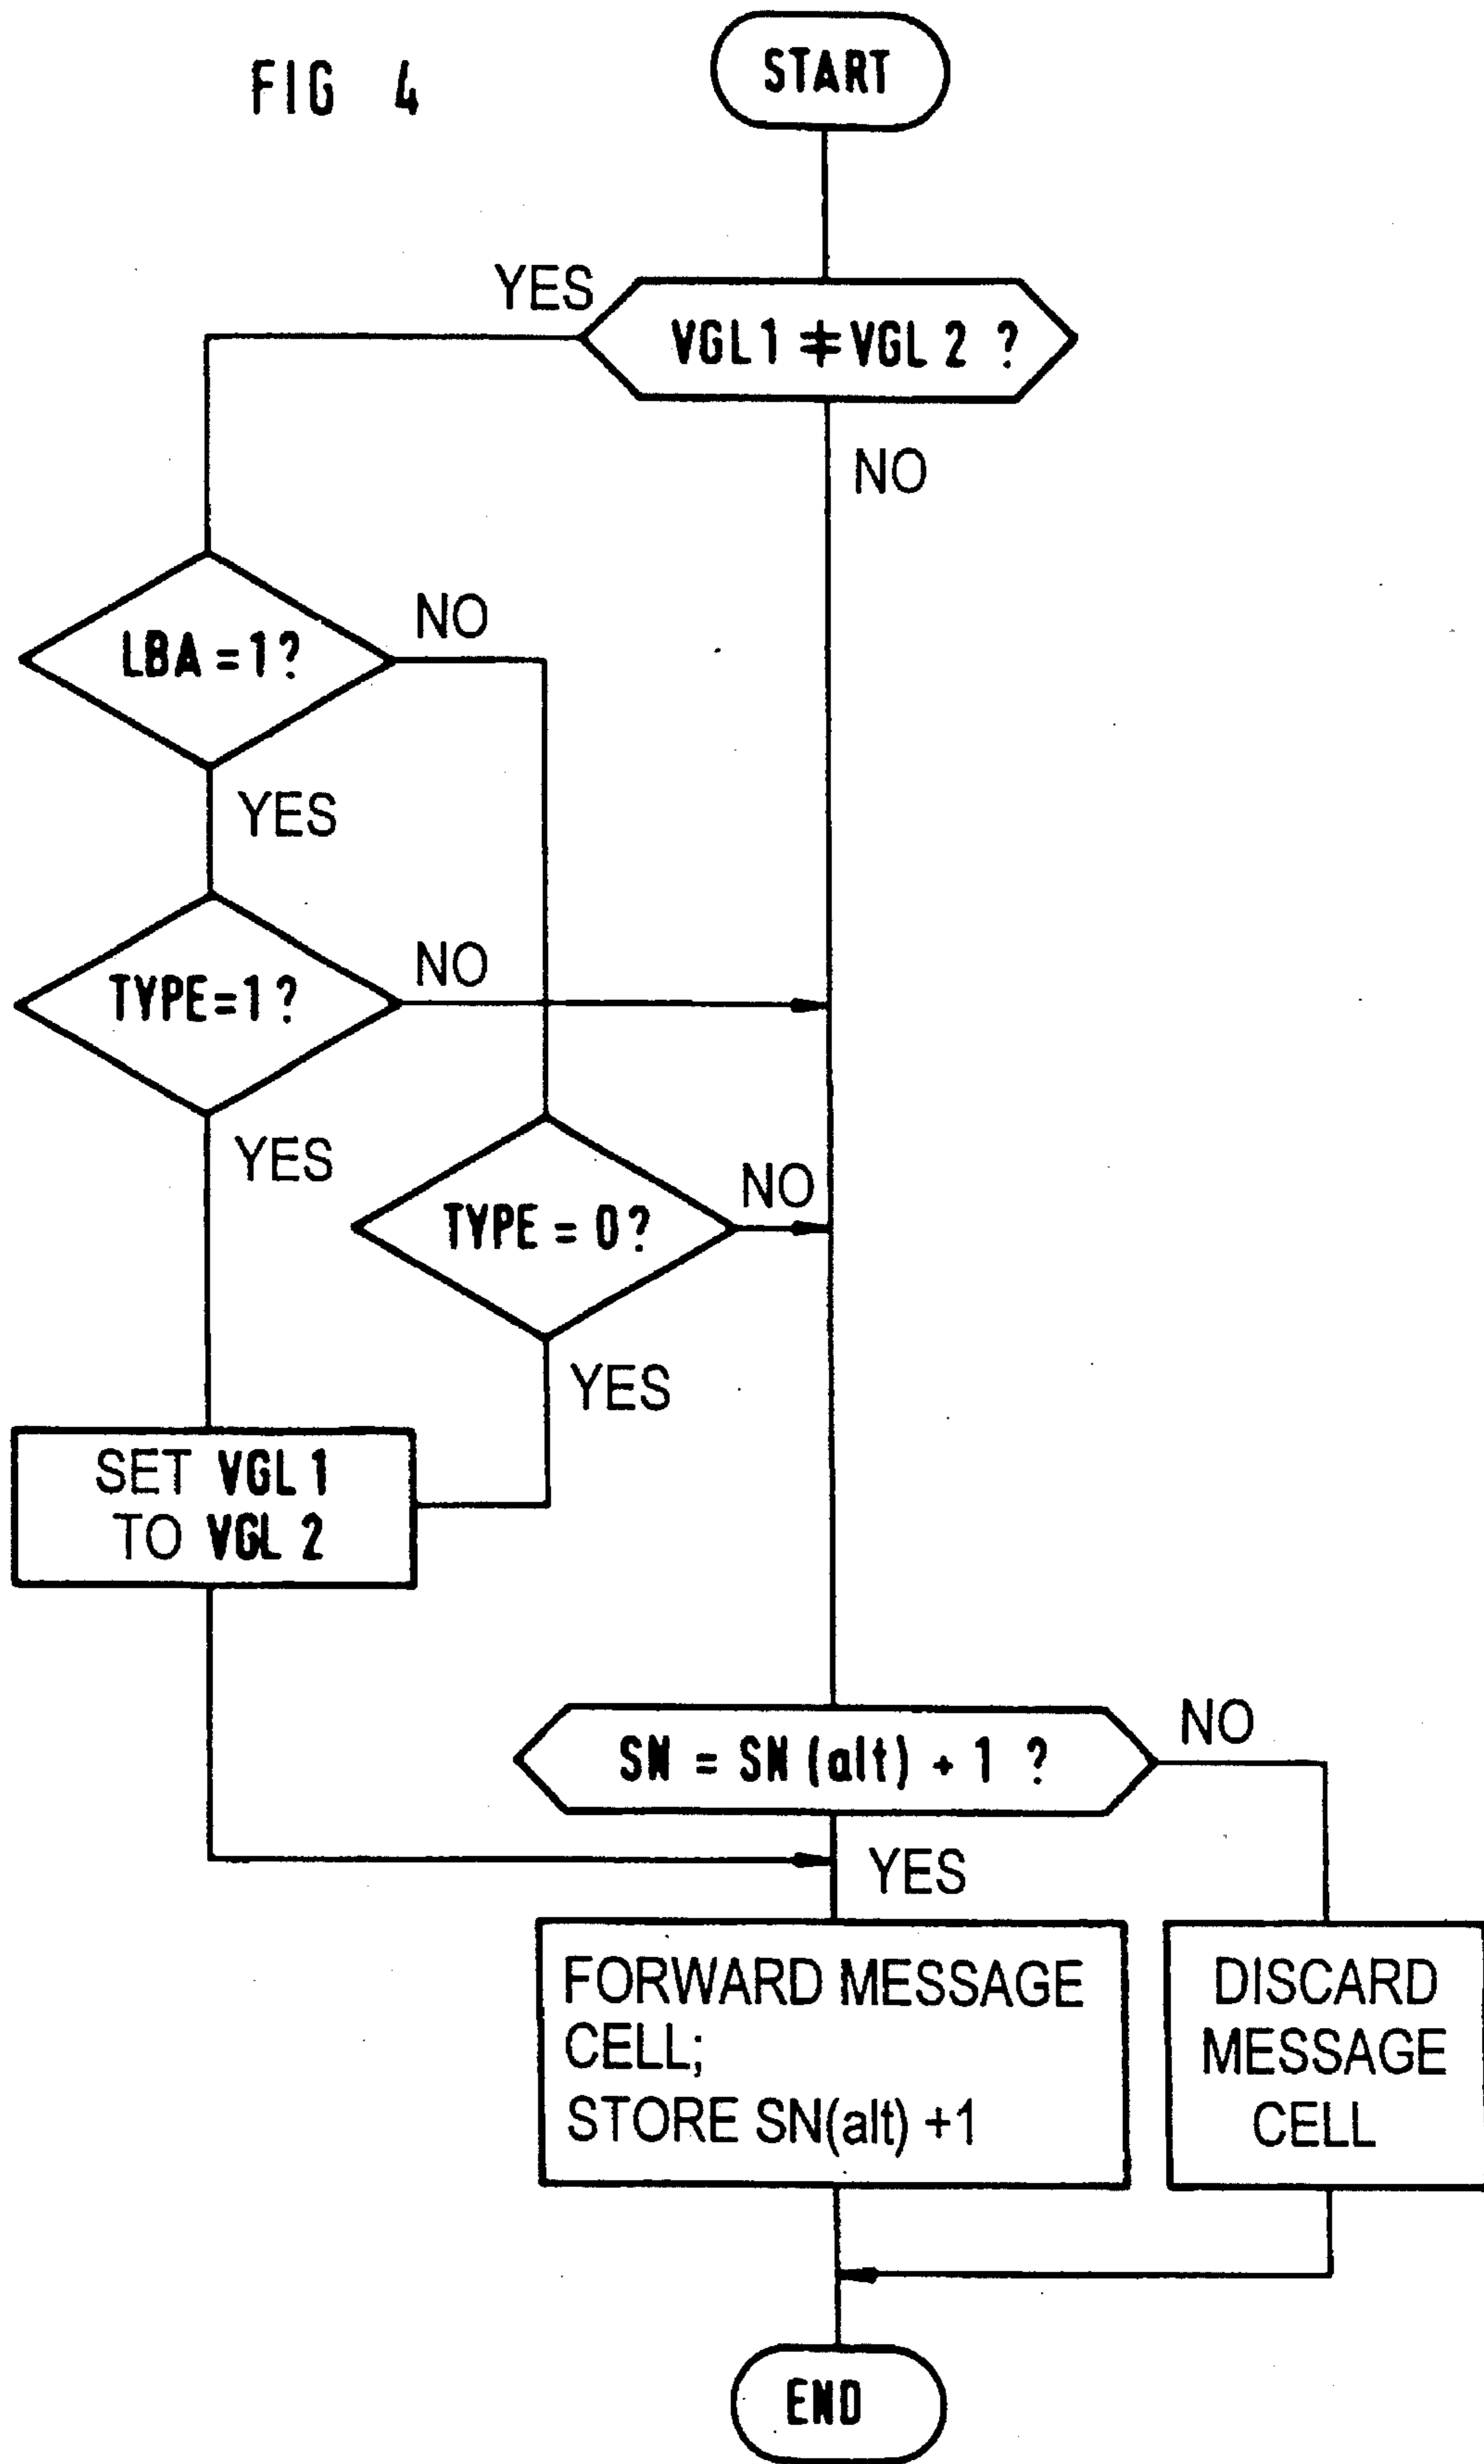 FIG 4
START
YES
VGL1 ≠ VGL 2 ?
NO
LBA = 1?
NO
YES
TYPE=1?
NO
YES
TYPE = 0?
NO
YES
SET VGL 1
TO VGL 2
SN = SN (alt) + 1 ?
NO
YES
FORWARD MESSAGE
CELL;
STORE SN(alt) +1
DISCARD
MESSAGE
CELL
END